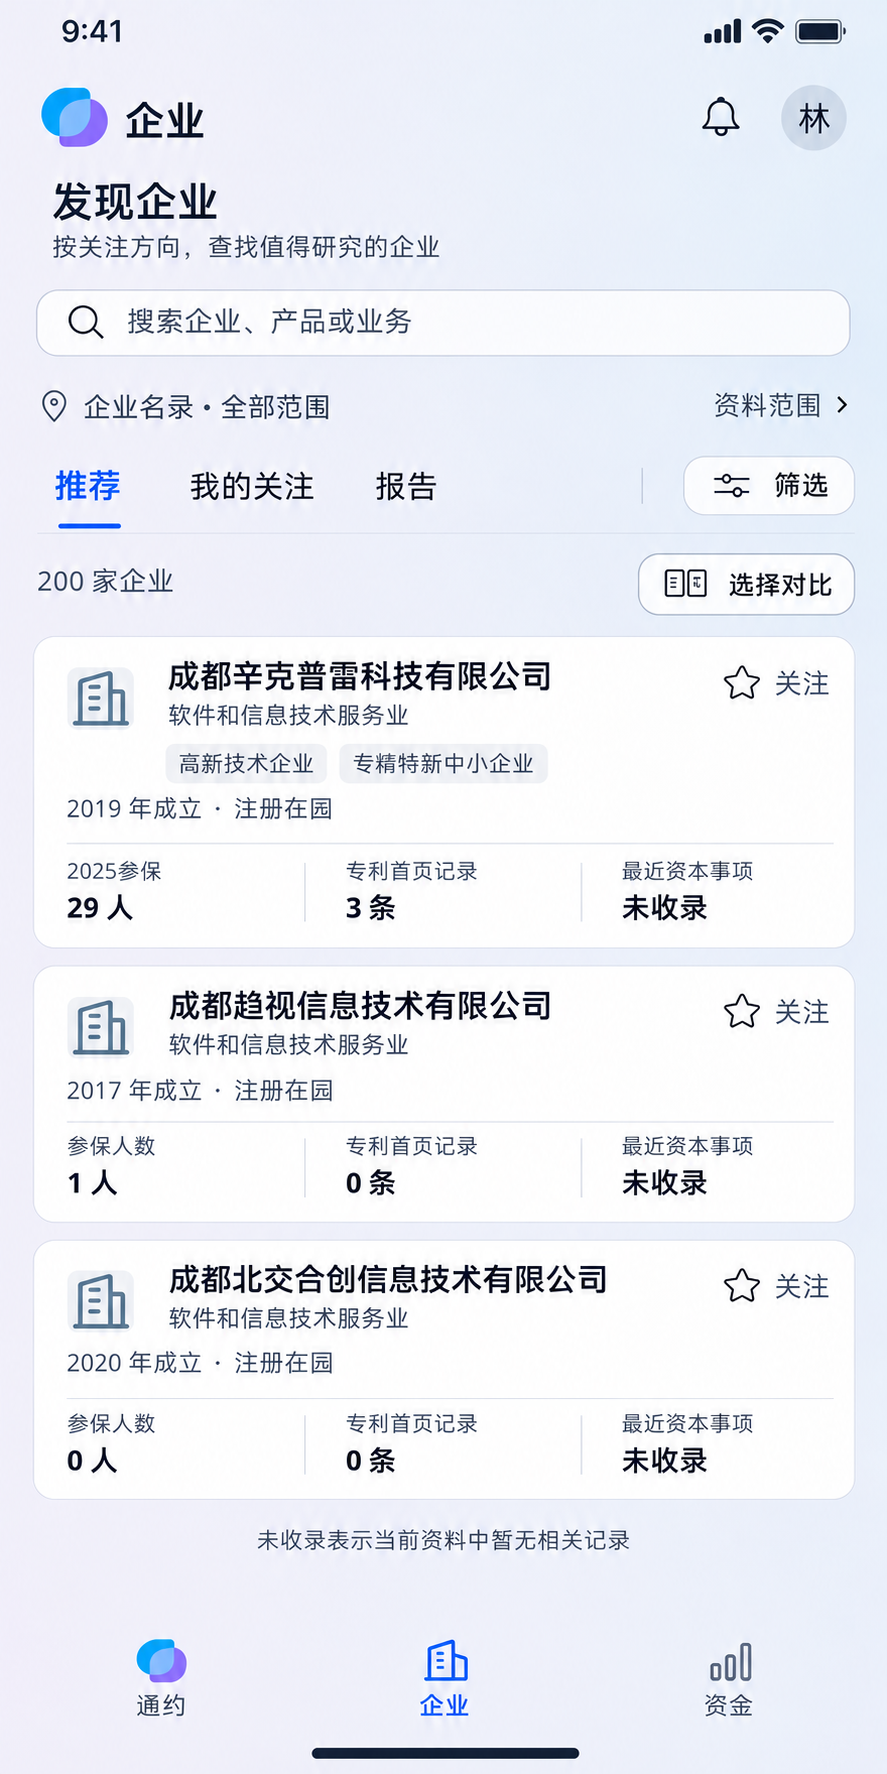 9:41
企业
林
发现企业
按关注方向，查找值得研究的企业
搜索企业、产品或业务
企业名录 • 全部范围
资料范围
推荐
我的关注
报告
筛选
200 家企业
选择对比
成都辛克普雷科技有限公司
关注
软件和信息技术服务业
高新技术企业
专精特新中小企业
2019 年成立 · 注册在园
2025参保
专利首页记录
最近资本事项
29 人
3 条
未收录
成都趋视信息技术有限公司
关注
软件和信息技术服务业
2017 年成立 · 注册在园
参保人数
专利首页记录
最近资本事项
1 人
0 条
未收录
成都北交合创信息技术有限公司
关注
软件和信息技术服务业
2020 年成立 · 注册在园
参保人数
专利首页记录
最近资本事项
0 人
0 条
未收录
未收录表示当前资料中暂无相关记录
通约
企业
资金